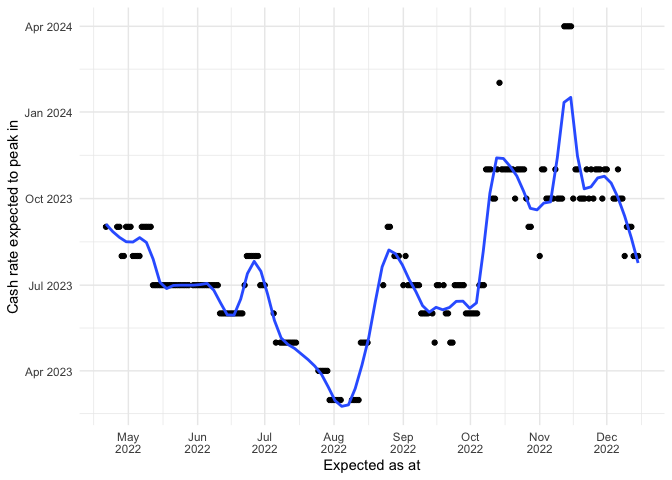 Cash rate expected to peak in
Apr 2024
Jan 2024
Oct 2023
Jul 2023
Apr 2023
May
2022
Jun
2022
Jul
2022
Aug
2022
Sep
2022
Oct
2022
Nov
2022
Dec
2022
Expected as at